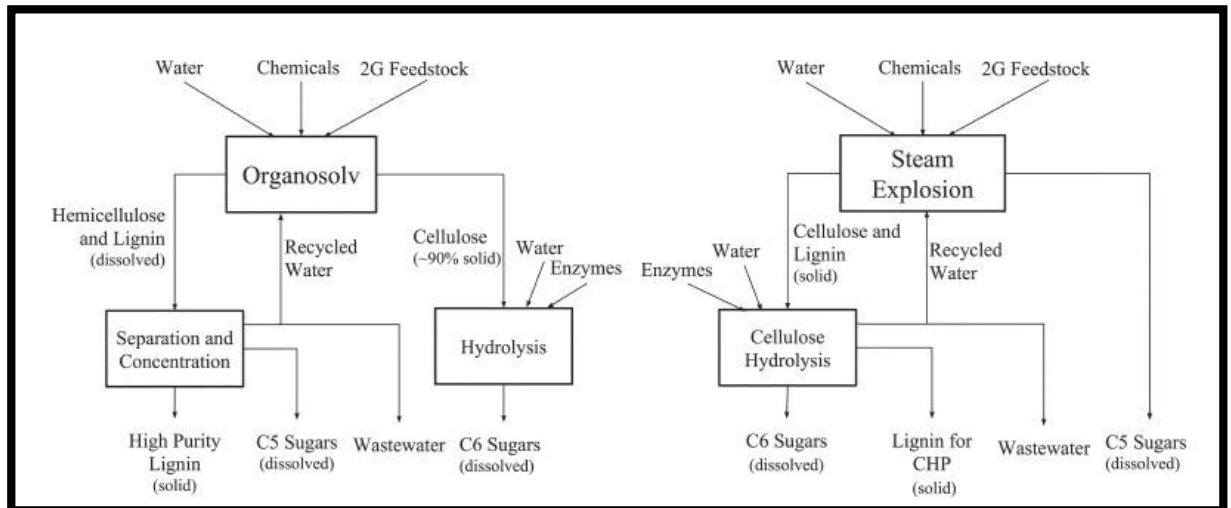 Water
Chemicals
2G Feedstock
Organosolv
Hemicellulose
and Lignin
(dissolved)
Recycled
Water
Cellulose
(~90% solid)
Water
Enzymes
Separation and
Concentration
Hydrolysis
High Purity
Lignin
(solid)
C5 Sugars
(dissolved)
Wastewater
C6 Sugars
(dissolved)
Water
Chemicals
2G Feedstock
Steam
Explosion
Cellulose and
Lignin
(solid)
Recycled
Water
Water
Enzymes
Cellulose
Hydrolysis
C6 Sugars
(dissolved)
Lignin for
CHP
(solid)
Wastewater
C5 Sugars
(dissolved)